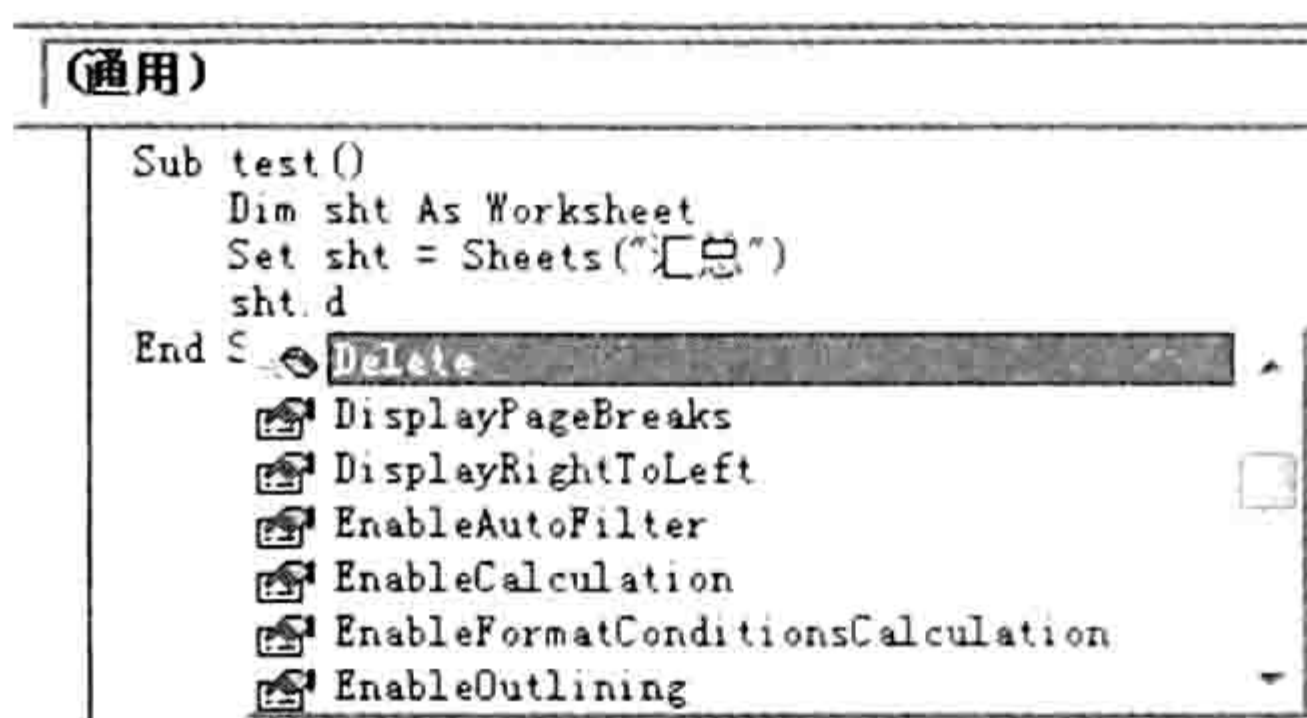 (通用)
Sub test()
Dim sht As Worksheet
Set sht = Sheets("汇总")
sht.d
End S
Delete
DisplayPageBreaks
DisplayRightToLeft
EnableAutoFilter
EnableCalculation
EnableFormatConditionsCalculation
EnableOutlining